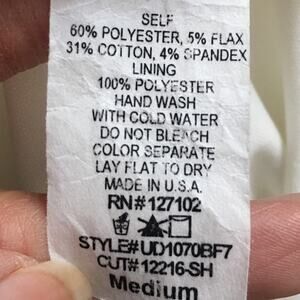 SELF
60% POLYESTER, 5% FLAX
31% COTTON, 4% SPANDEX
LINING
100% POLYESTER
HAND WASH
WITH COLD WATER
DO NOT BLEACH
COLOR SEPARATE
LAY FLAT TO DRY
MADE IN U.S.A.
RN# 127102
STYLE# UD1070BF7
CUT# 12216-SH
Medium